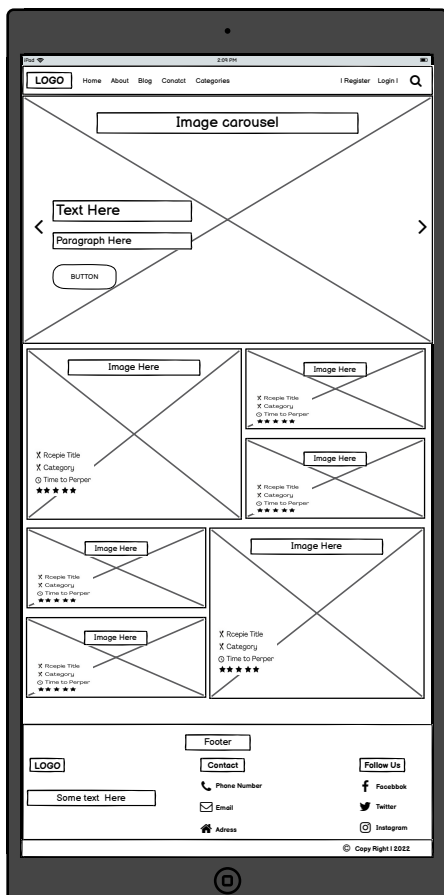 iPad 2:09 PM
LOGO Home About Blog Conatct Categories I Register Login I
Image carousel
Text Here
Paragraph Here
BUTTON
Image Here
Rcepie Title
Category
Time to Perper
Image Here
Rcepie Title
Category
Time to Perper
Image Here
Rcepie Title
Category
Time to Perper
Image Here
Rcepie Title
Category
Time to Perper
Image Here
Rcepie Title
Category
Time to Perper
Image Here
Rcepie Title
Category
Time to Perper
Footer
LOGO
Some text Here
Contact
Phone Number
Email
Adress
Follow Us
Facebbok
Twitter
Instagram
© Copy Right I 2022